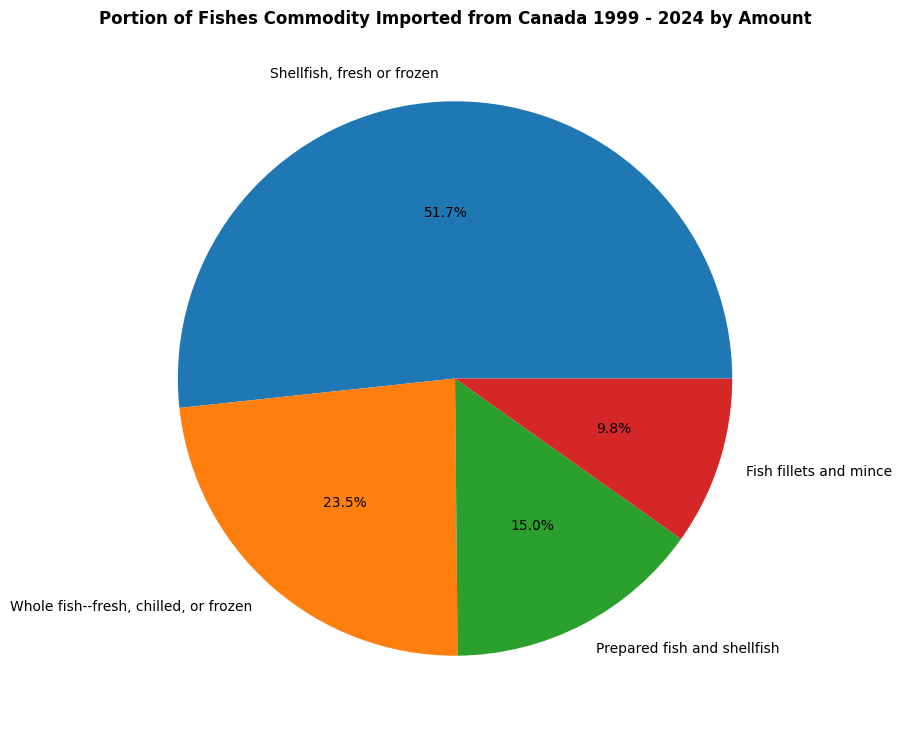 Portion of Fishes Commodity Imported from Canada 1999 - 2024 by Amount
Shellfish, fresh or frozen
51.7%
9.8%
Fish fillets and mince
23.5%
15.0%
Whole fish--fresh, chilled, or frozen
Prepared fish and shellfish